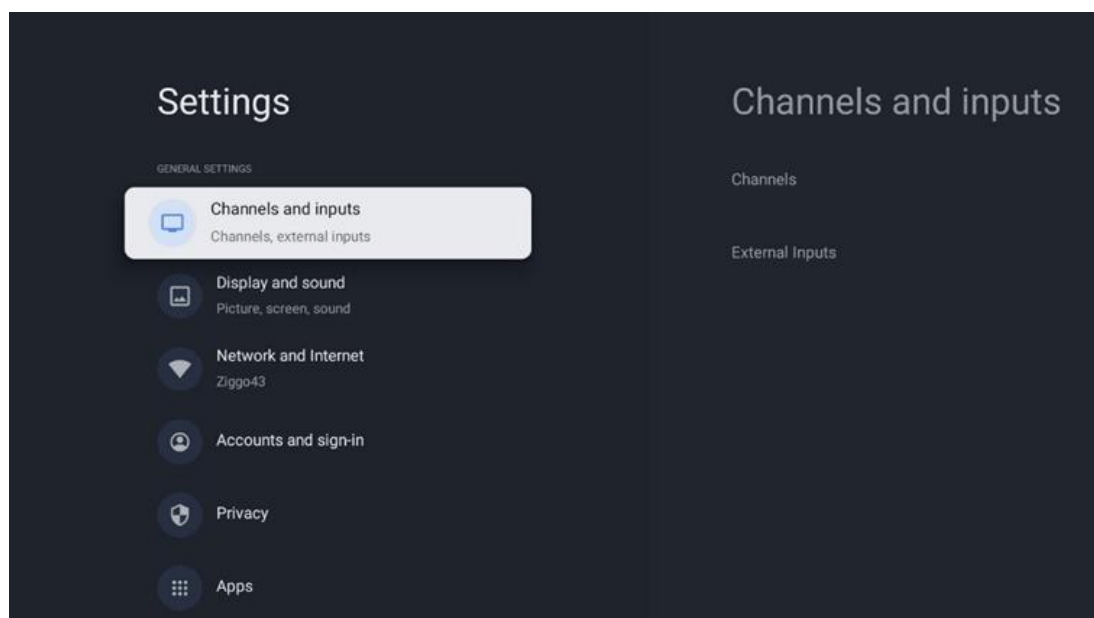 Settings
GENERAL SETTINGS
Channels and inputs
Channels, external inputs
Display and sound
Picture, screen, sound
Network and Internet
Ziggo43
Accounts and sign-in
Privacy
Apps
Channels and inputs
Channels
External Inputs